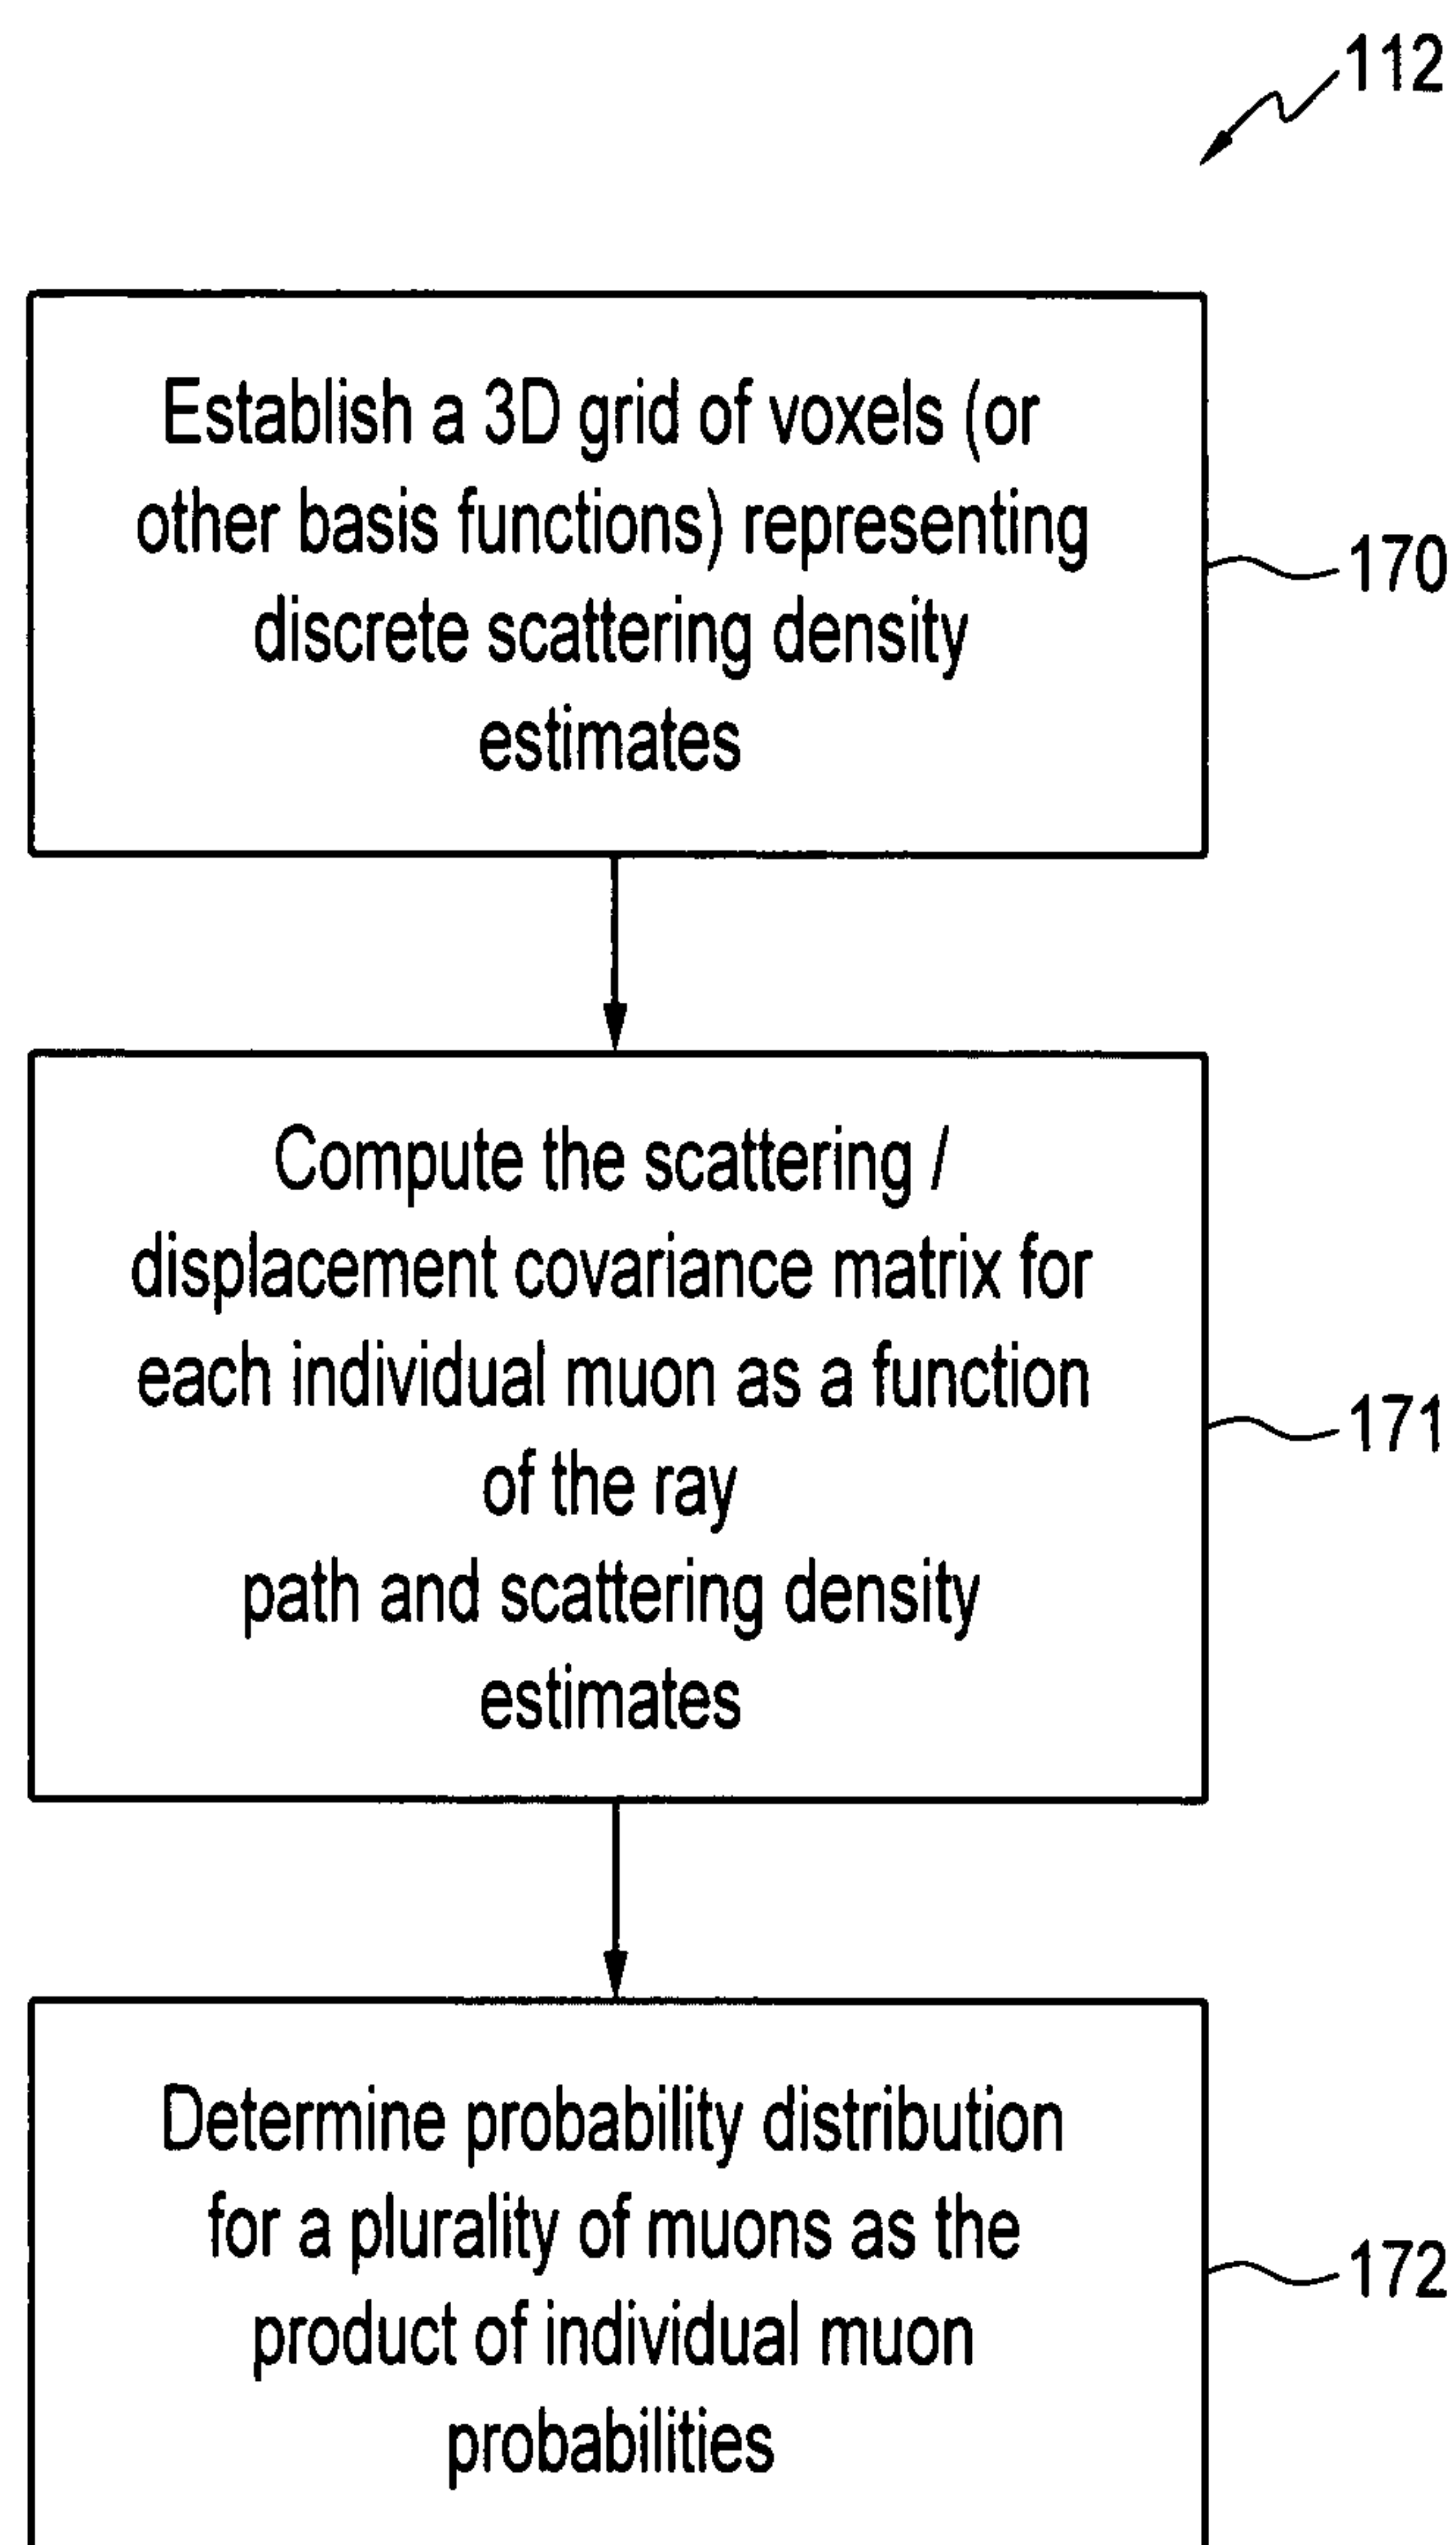 112
Establish a 3D grid of voxels (or
other basis functions) representing
discrete scattering density
estimates
170
Compute the scattering /
displacement covariance matrix for
each individual muon as a function
of the ray
path and scattering density
estimates
171
Determine probability distribution
for a plurality of muons as the
product of individual muon
probabilities
172